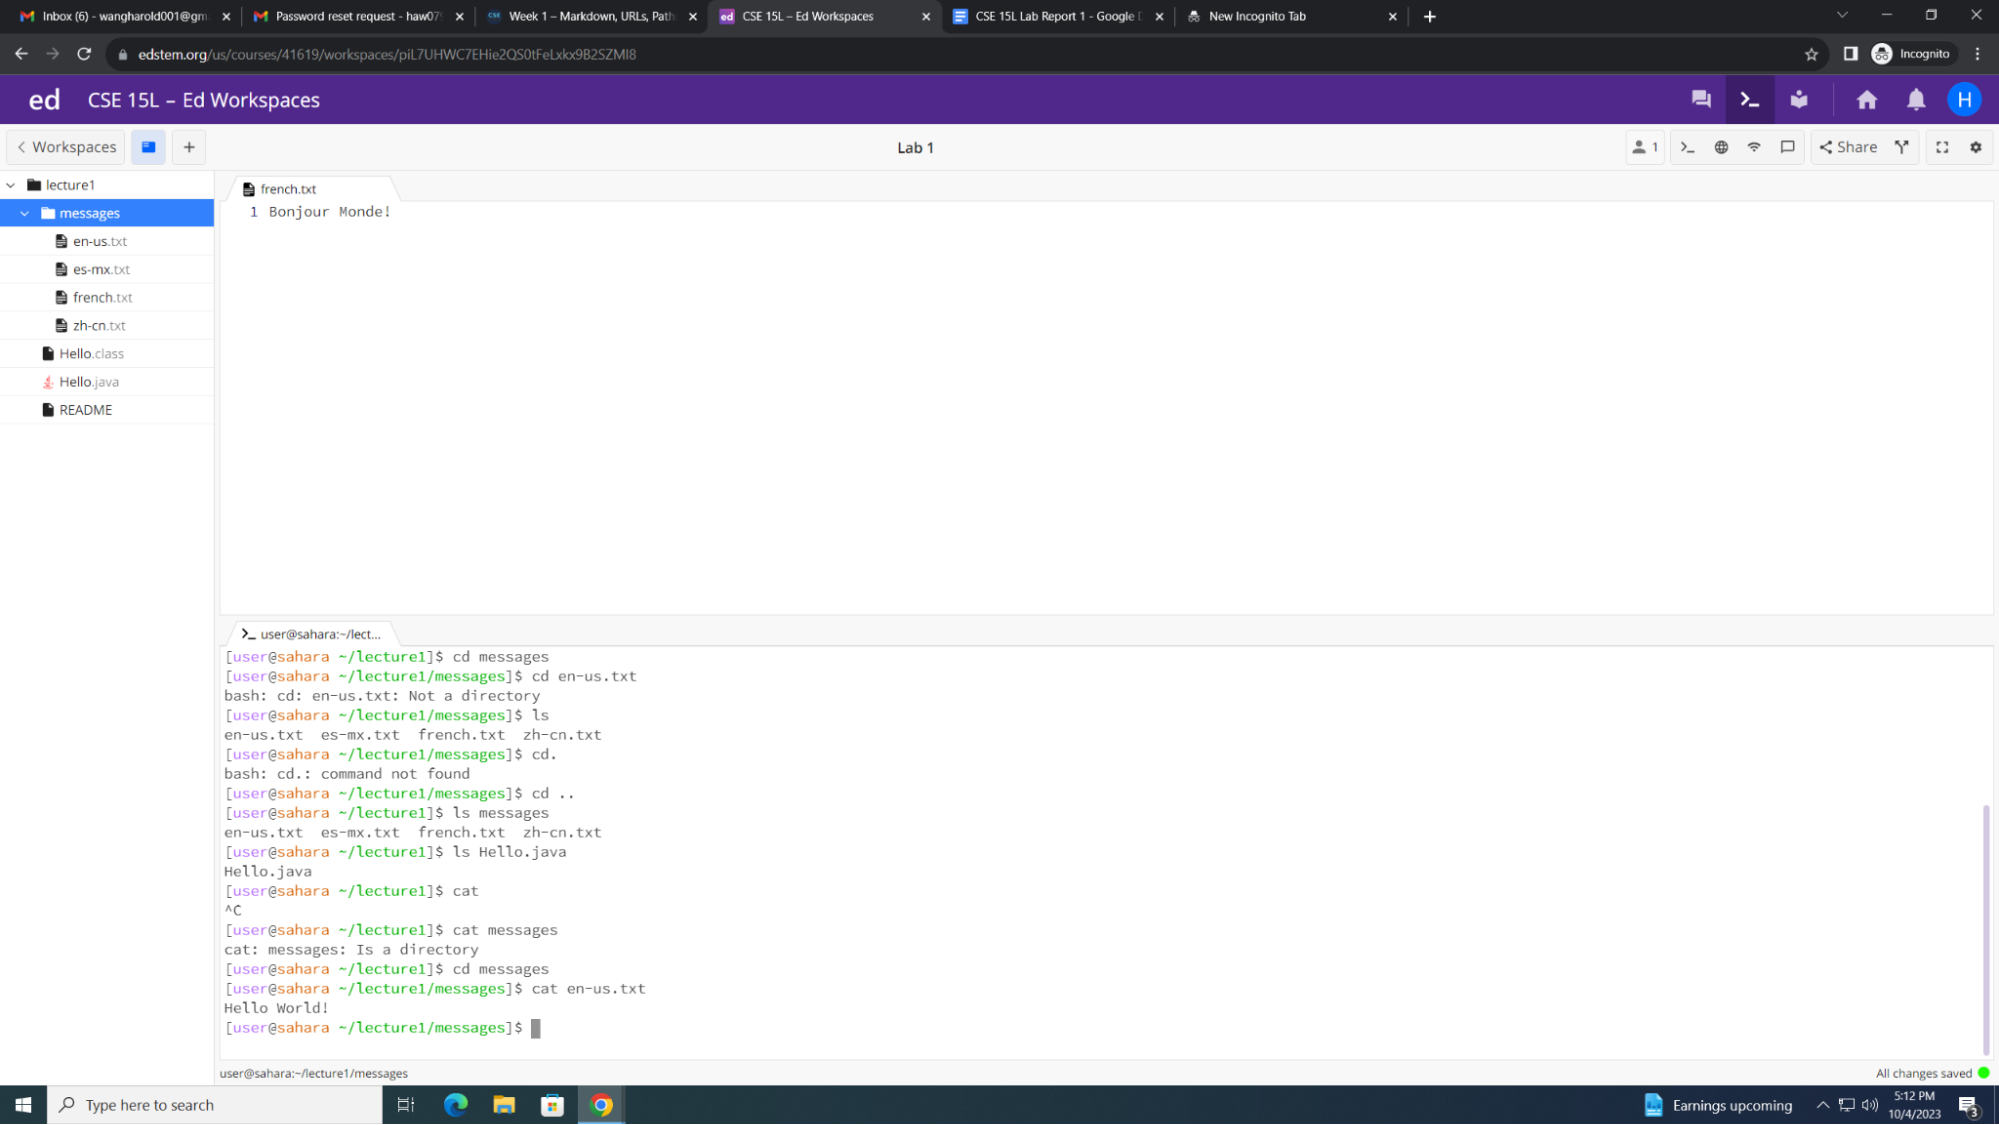 Inbox (6) - wangharold001@gm
Password reset request - haw07
Week 1 – Markdown, URLs, Path
CSE 15L – Ed Workspaces
CSE 15L Lab Report 1 - Google D
New Incognito Tab
edstem.org/us/courses/41619/workspaces/piL7UHWC7EHie2QS0tFeLxkx9B2SZMI8
Incognito
ed CSE 15L – Ed Workspaces
H
Workspaces
Lab 1
1
Share
lecture1
messages
en-us.txt
es-mx.txt
french.txt
zh-cn.txt
Hello.class
Hello.java
README
french.txt
1 Bonjour Monde!
user@sahara:~/lect...
[user@sahara ~/lecture1]$ cd messages
[user@sahara ~/lecture1/messages]$ cd en-us.txt
bash: cd: en-us.txt: Not a directory
[user@sahara ~/lecture1/messages]$ ls
en-us.txt  es-mx.txt  french.txt  zh-cn.txt
[user@sahara ~/lecture1/messages]$ cd.
bash: cd.: command not found
[user@sahara ~/lecture1/messages]$ cd ..
[user@sahara ~/lecture1]$ ls messages
en-us.txt  es-mx.txt  french.txt  zh-cn.txt
[user@sahara ~/lecture1]$ ls Hello.java
Hello.java
[user@sahara ~/lecture1]$ cat
^C
[user@sahara ~/lecture1]$ cat messages
cat: messages: Is a directory
[user@sahara ~/lecture1]$ cd messages
[user@sahara ~/lecture1/messages]$ cat en-us.txt
Hello World!
[user@sahara ~/lecture1/messages]$
user@sahara:~/lecture1/messages
All changes saved
Type here to search
Earnings upcoming
5:12 PM
10/4/2023
3